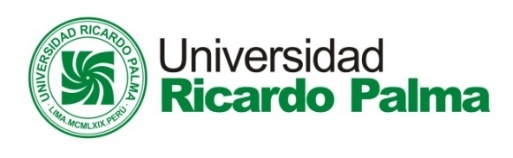 UNIVERSIDAD RICARDO PALMA
· LIMA.MCMLXIX.PERÚ ·
Universidad
Ricardo Palma